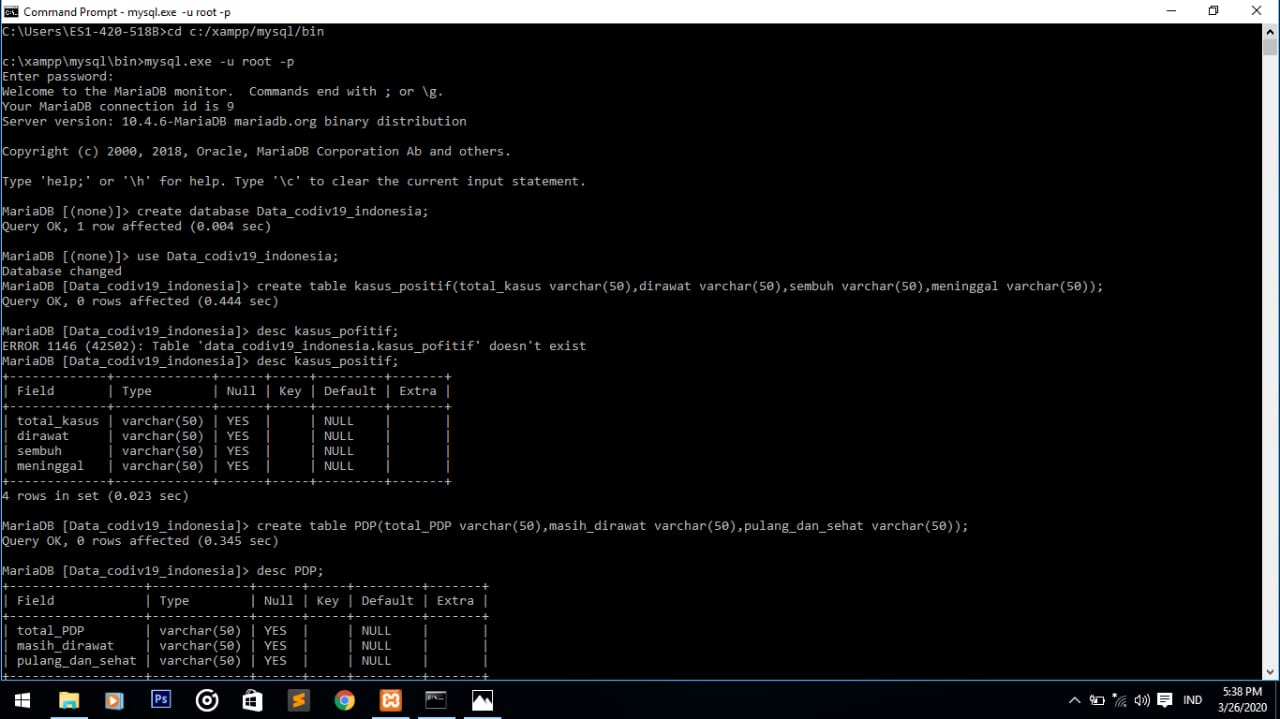 Command Prompt - mysql.exe -u root -p
C:\Users\ES1-420-518B>cd c:/xampp/mysql/bin
c:\xampp\mysql\bin>mysql.exe -u root -p
Enter password:
Welcome to the MariaDB monitor.  Commands end with ; or \g.
Your MariaDB connection id is 9
Server version: 10.4.6-MariaDB mariadb.org binary distribution
Copyright (c) 2000, 2018, Oracle, MariaDB Corporation Ab and others.
Type 'help;' or '\h' for help. Type '\c' to clear the current input statement.
MariaDB [(none)]> create database Data_codiv19_indonesia;
Query OK, 1 row affected (0.004 sec)
MariaDB [(none)]> use Data_codiv19_indonesia;
Database changed
MariaDB [Data_codiv19_indonesia]> create table kasus_positif(total_kasus varchar(50),dirawat varchar(50),sembuh varchar(50),meninggal varchar(50));
Query OK, 0 rows affected (0.444 sec)
MariaDB [Data_codiv19_indonesia]> desc kasus_pofitif;
ERROR 1146 (42S02): Table 'data_codiv19_indonesia.kasus_pofitif' doesn't exist
MariaDB [Data_codiv19_indonesia]> desc kasus_positif;
+-------------+-------------+------+-----+---------+-------+
| Field       | Type        | Null | Key | Default | Extra |
+-------------+-------------+------+-----+---------+-------+
| total_kasus | varchar(50) | YES  |     | NULL    |       |
| dirawat     | varchar(50) | YES  |     | NULL    |       |
| sembuh      | varchar(50) | YES  |     | NULL    |       |
| meninggal   | varchar(50) | YES  |     | NULL    |       |
+-------------+-------------+------+-----+---------+-------+
4 rows in set (0.023 sec)
MariaDB [Data_codiv19_indonesia]> create table PDP(total_PDP varchar(50),masih_dirawat varchar(50),pulang_dan_sehat varchar(50));
Query OK, 0 rows affected (0.345 sec)
MariaDB [Data_codiv19_indonesia]> desc PDP;
+------------------+-------------+------+-----+---------+-------+
| Field            | Type        | Null | Key | Default | Extra |
+------------------+-------------+------+-----+---------+-------+
| total_PDP        | varchar(50) | YES  |     | NULL    |       |
| masih_dirawat    | varchar(50) | YES  |     | NULL    |       |
| pulang_dan_sehat | varchar(50) | YES  |     | NULL    |       |
+------------------+-------------+------+-----+---------+-------+
Ps
IND
5:38 PM
3/26/2020